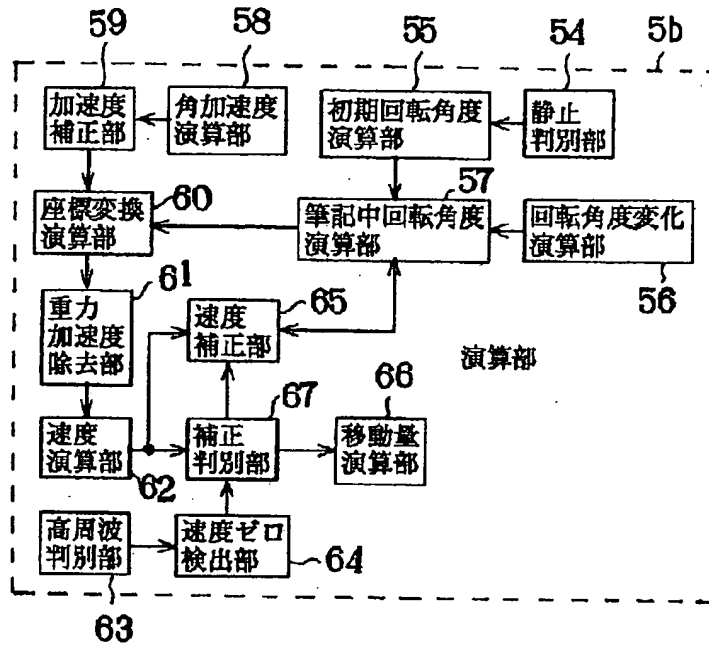 59
58
55
54
5b
加速度
補正部
角加速度
演算部
初期回転角度
演算部
静止
判別部
57
座標変換
演算部
60
筆記中回転角度
演算部
回転角度変化
演算部
56
61
重力
加速度
除去部
65
速度
補正部
演算部
速度
演算部
62
67
補正
判別部
66
移動量
演算部
高周波
判別部
63
速度ゼロ
検出部
64